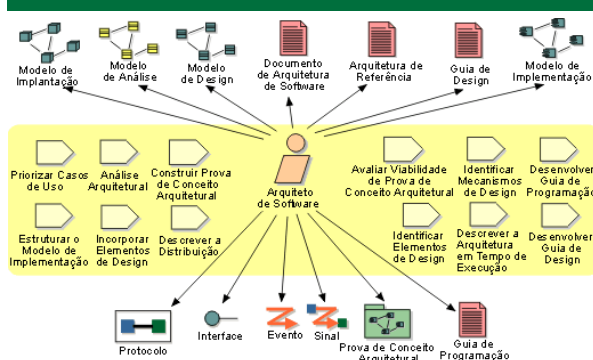 Modelo de
Implantação
Modelo
de Análise
Modelo
de Design
Documento
de Arquitetura
de Software
Arquitetura de
Referência
Guia de
Design
Modelo de
Implementação
Priorizar Casos
de Uso
Análise
Arquitetural
Construir Prova
de Conceito
Arquitetural
Arquiteto
de Software
Avaliar Viabilidade
de Prova de
Conceito Arquitetural
Identificar
Mecanismos
de Design
Desenvolver
Guia de
Programação
Estruturar o
Modelo de
Implementação
Incorporar
Elementos
de Design
Descrever a
Distribuição
Identificar
Elementos
de Design
Descrever a
Arquitetura
em Tempo de
Execução
Desenvolver
Guia de
Design
Protocolo
Interface
Evento
Sinal
Prova de Conceito
Arquitetural
Guia de
Programação